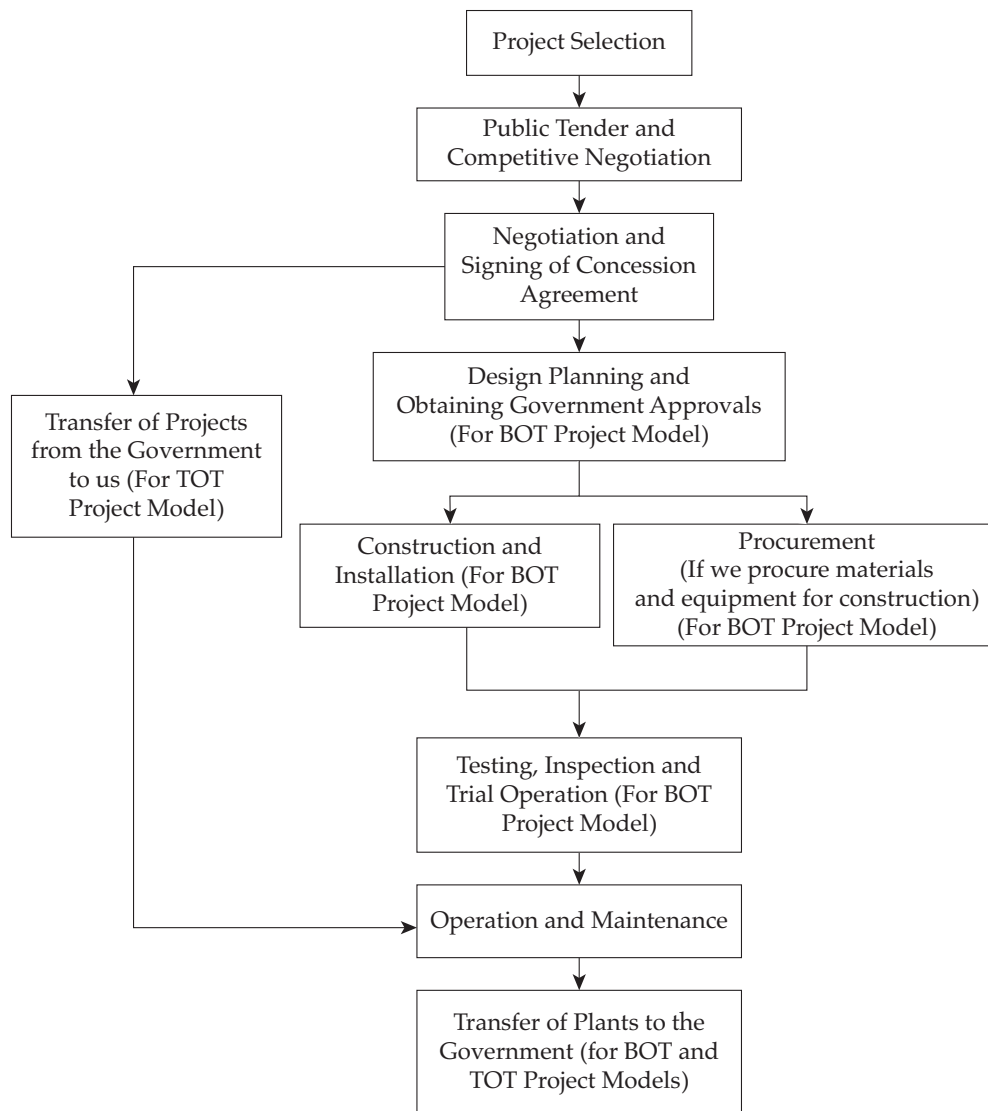 Project Selection
Public Tender and
Competitive Negotiation
Negotiation and
Signing of Concession
Agreement
Design Planning and
Obtaining Government Approvals
(For BOT Project Model)
Transfer of Projects
from the Government
to us (For TOT
Project Model)
Construction and
Installation (For BOT
Project Model)
Procurement
(If we procure materials
and equipment for construction)
(For BOT Project Model)
Testing, Inspection and
Trial Operation (For BOT
Project Model)
Operation and Maintenance
Transfer of Plants to the
Government (for BOT and
TOT Project Models)